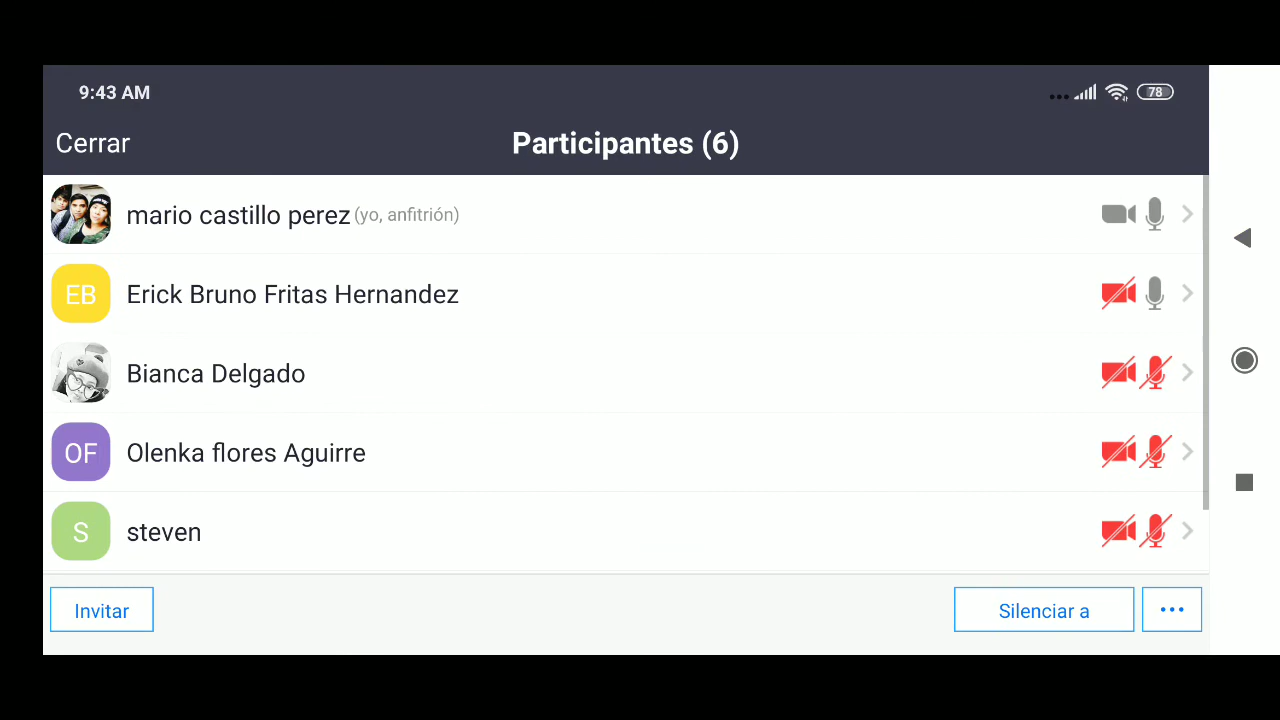 9:43 AM
78
Cerrar
Participantes (6)
mario castillo perez (yo, anfitrión)
EB
Erick Bruno Fritas Hernandez
Bianca Delgado
OF
Olenka flores Aguirre
S
steven
Invitar
Silenciar a
...